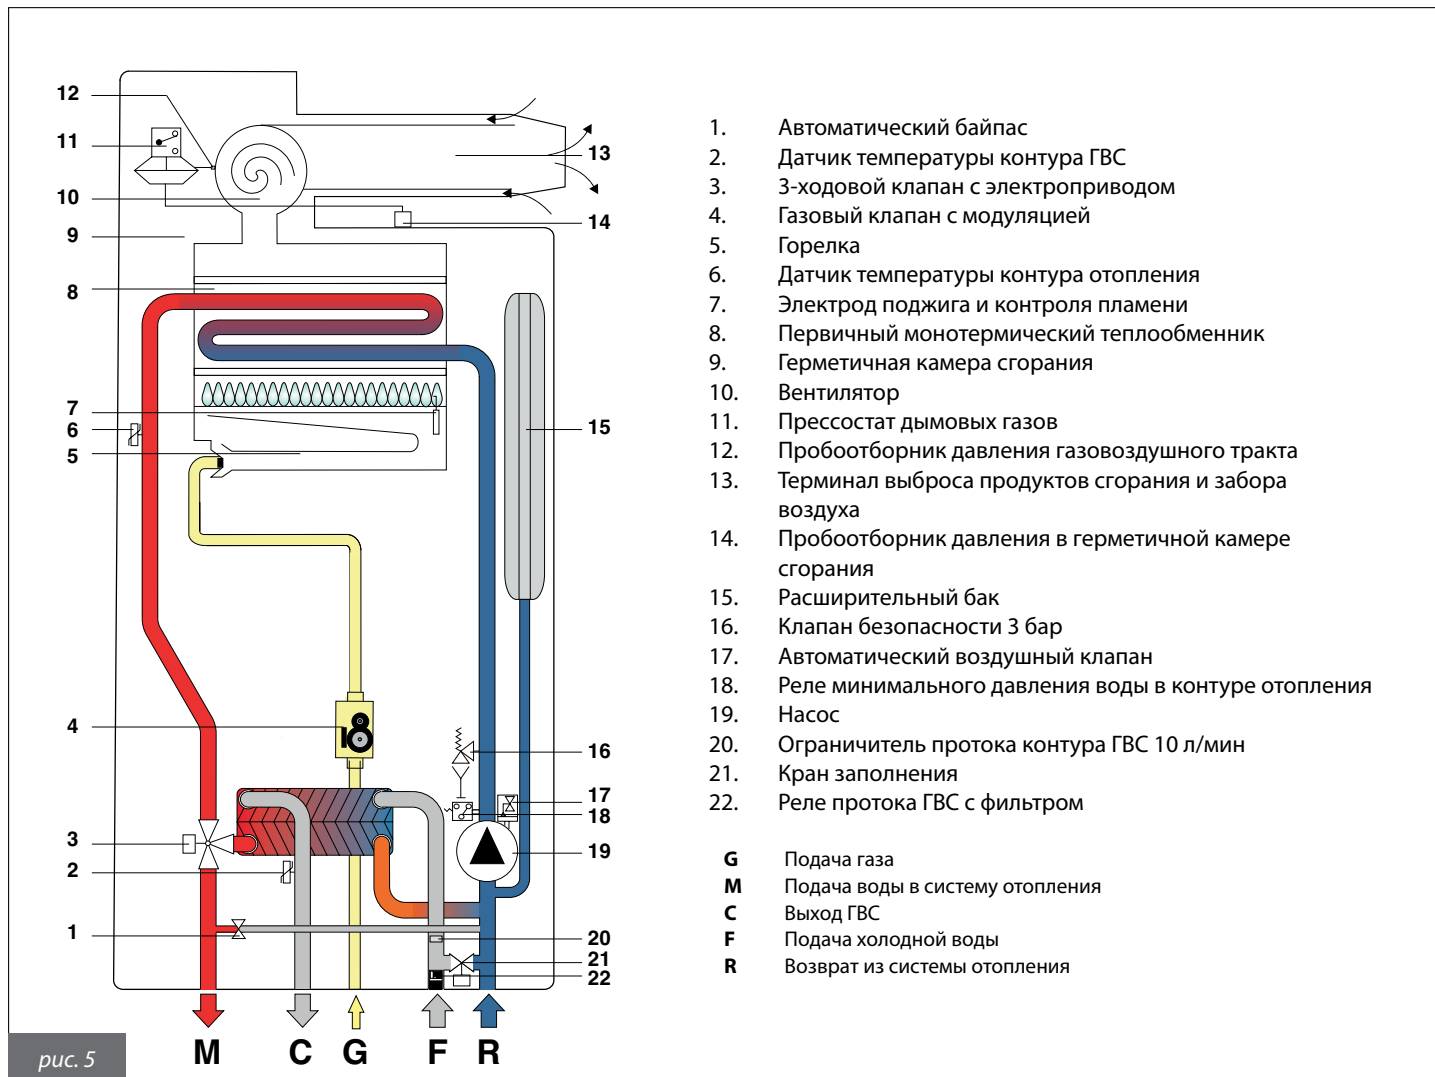 12
11
10
9
8
7
6
5
4
3
2
1
13
14
15
16
17
18
19
20
21
22
M C G F R
рис. 5
1. Автоматический байпас
2. Датчик температуры контура ГВС
3. 3-ходовой клапан с электроприводом
4. Газовый клапан с модуляцией
5. Горелка
6. Датчик температуры контура отопления
7. Электрод поджига и контроля пламени
8. Первичный монотермический теплообменник
9. Герметичная камера сгорания
10. Вентилятор
11. Прессостат дымовых газов
12. Пробоотборник давления газовоздушного тракта
13. Терминал выброса продуктов сгорания и забора
воздуха
14. Пробоотборник давления в герметичной камере
сгорания
15. Расширительный бак
16. Клапан безопасности 3 бар
17. Автоматический воздушный клапан
18. Реле минимального давления воды в контуре отопления
19. Насос
20. Ограничитель протока контура ГВС 10 л/мин
21. Кран заполнения
22. Реле протока ГВС с фильтром
G Подача газа
M Подача воды в систему отопления
C Выход ГВС
F Подача холодной воды
R Возврат из системы отопления